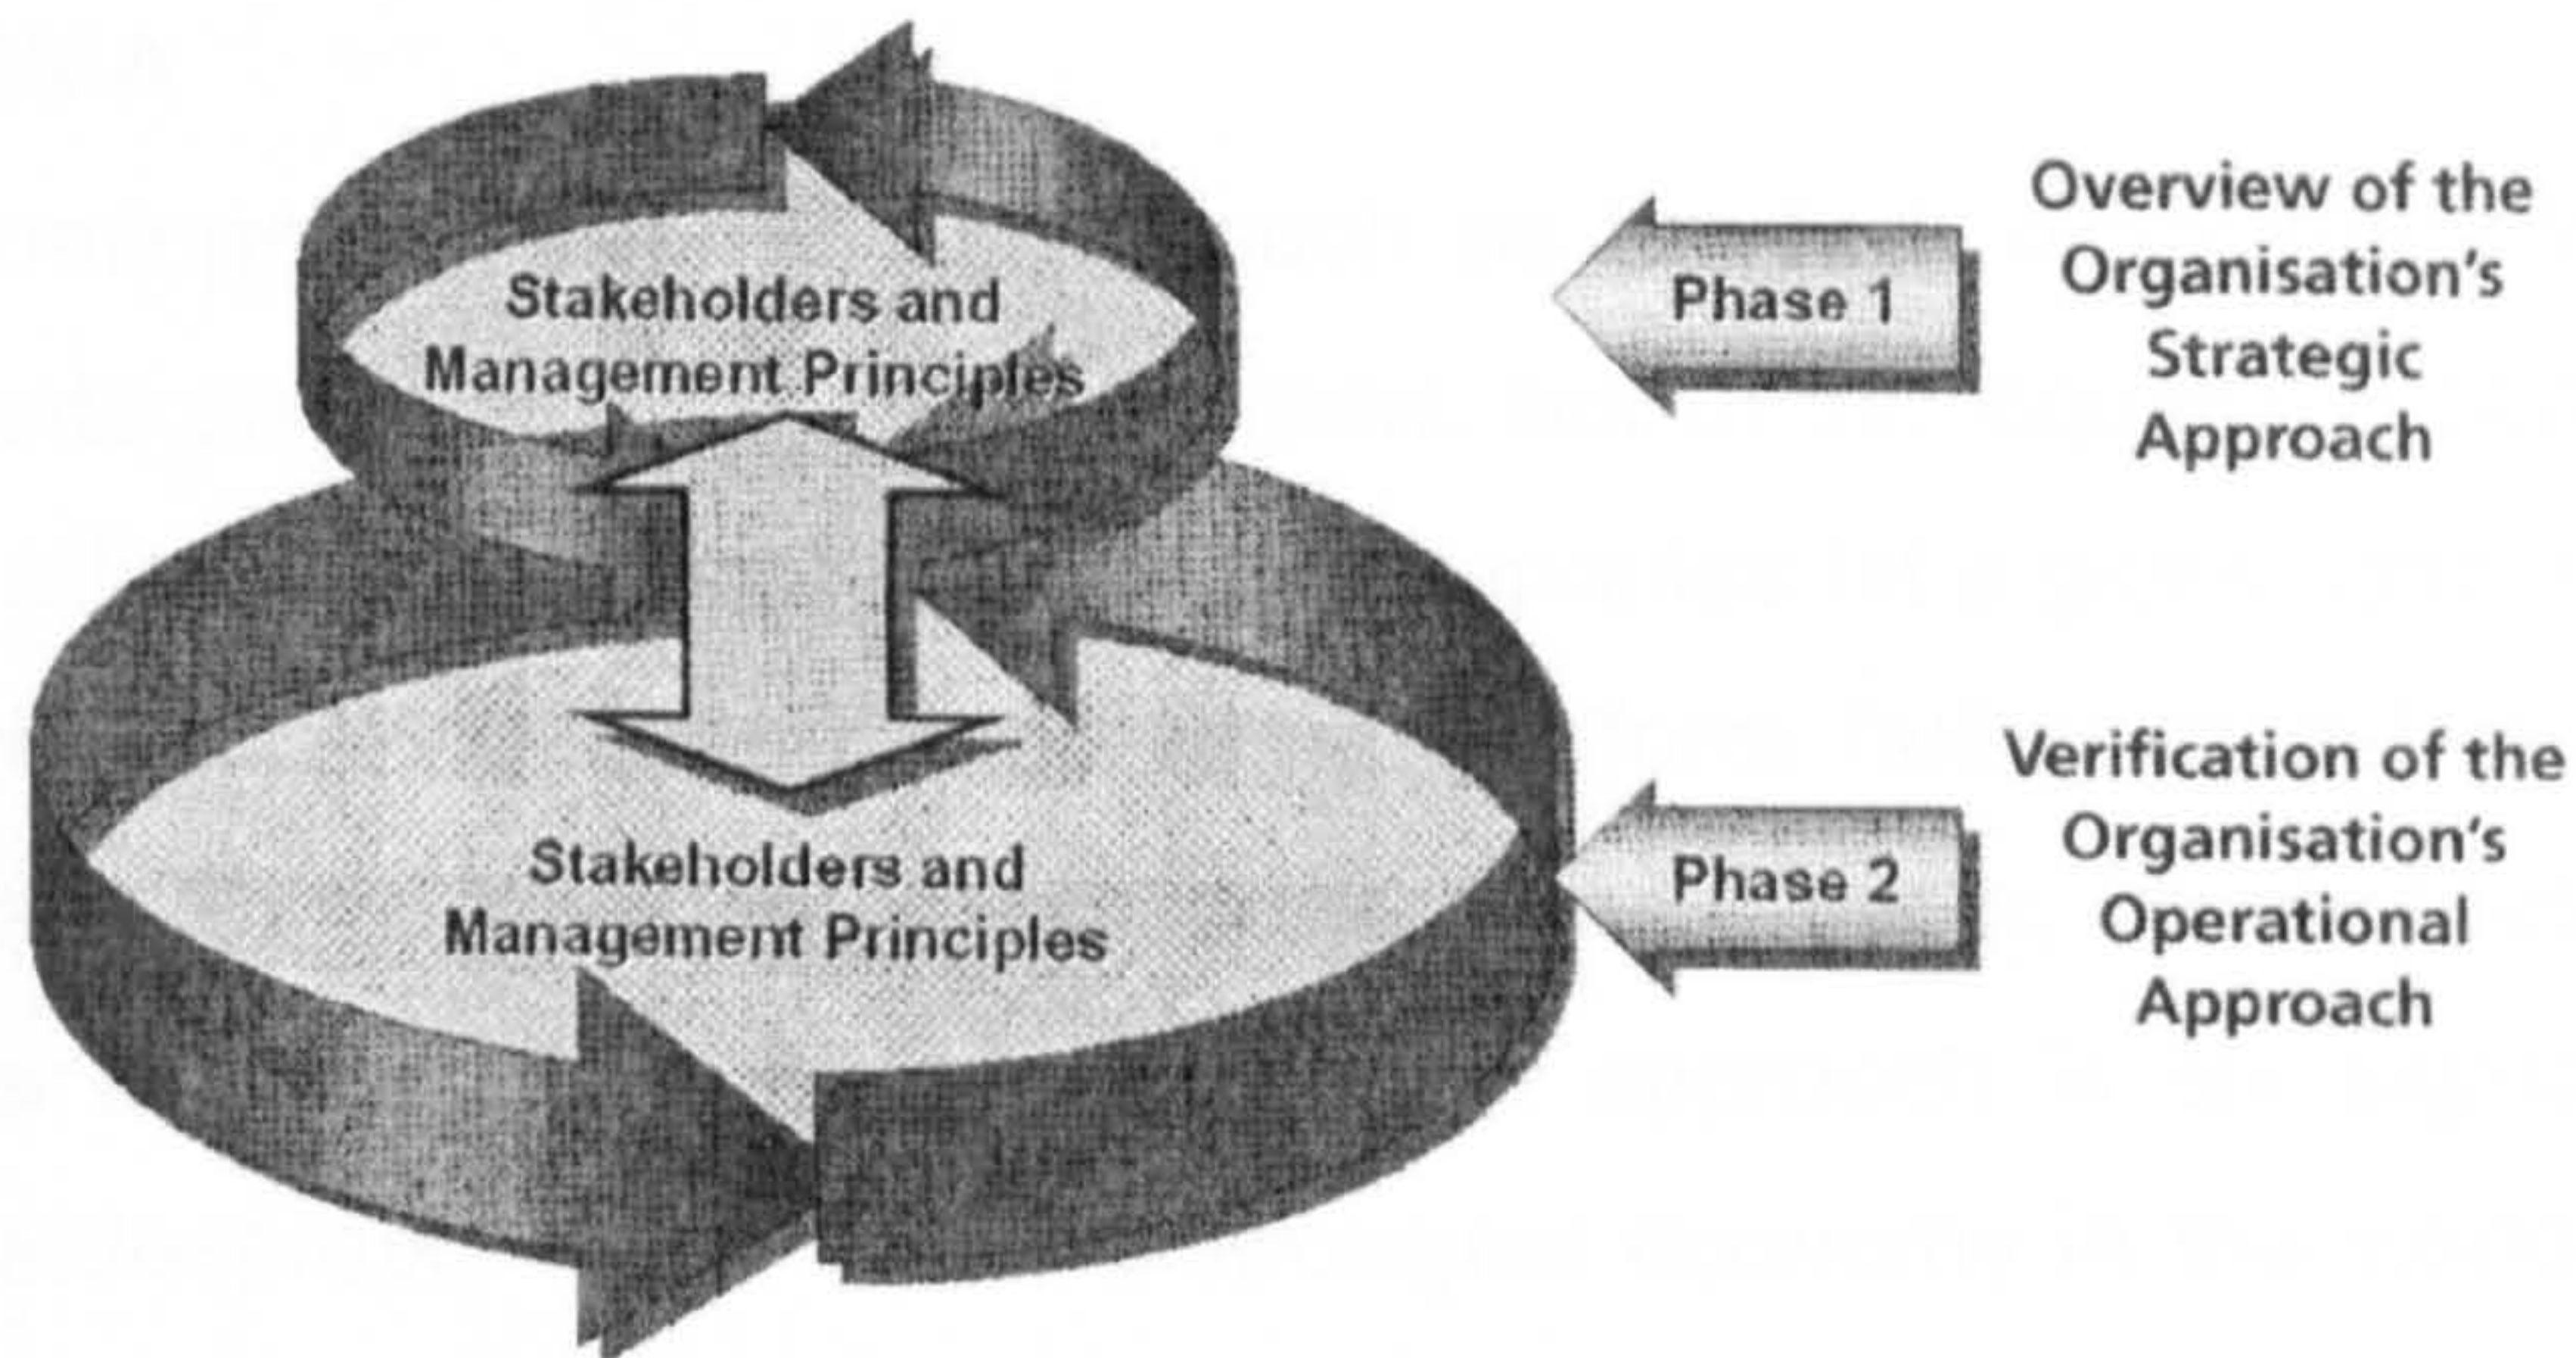 Stakeholders and
Management Principles
Phase 1
Overview of the
Organisation's
Strategic
Approach
Stakeholders and
Management Principles
Phase 2
Verification of the
Organisation's
Operational
Approach